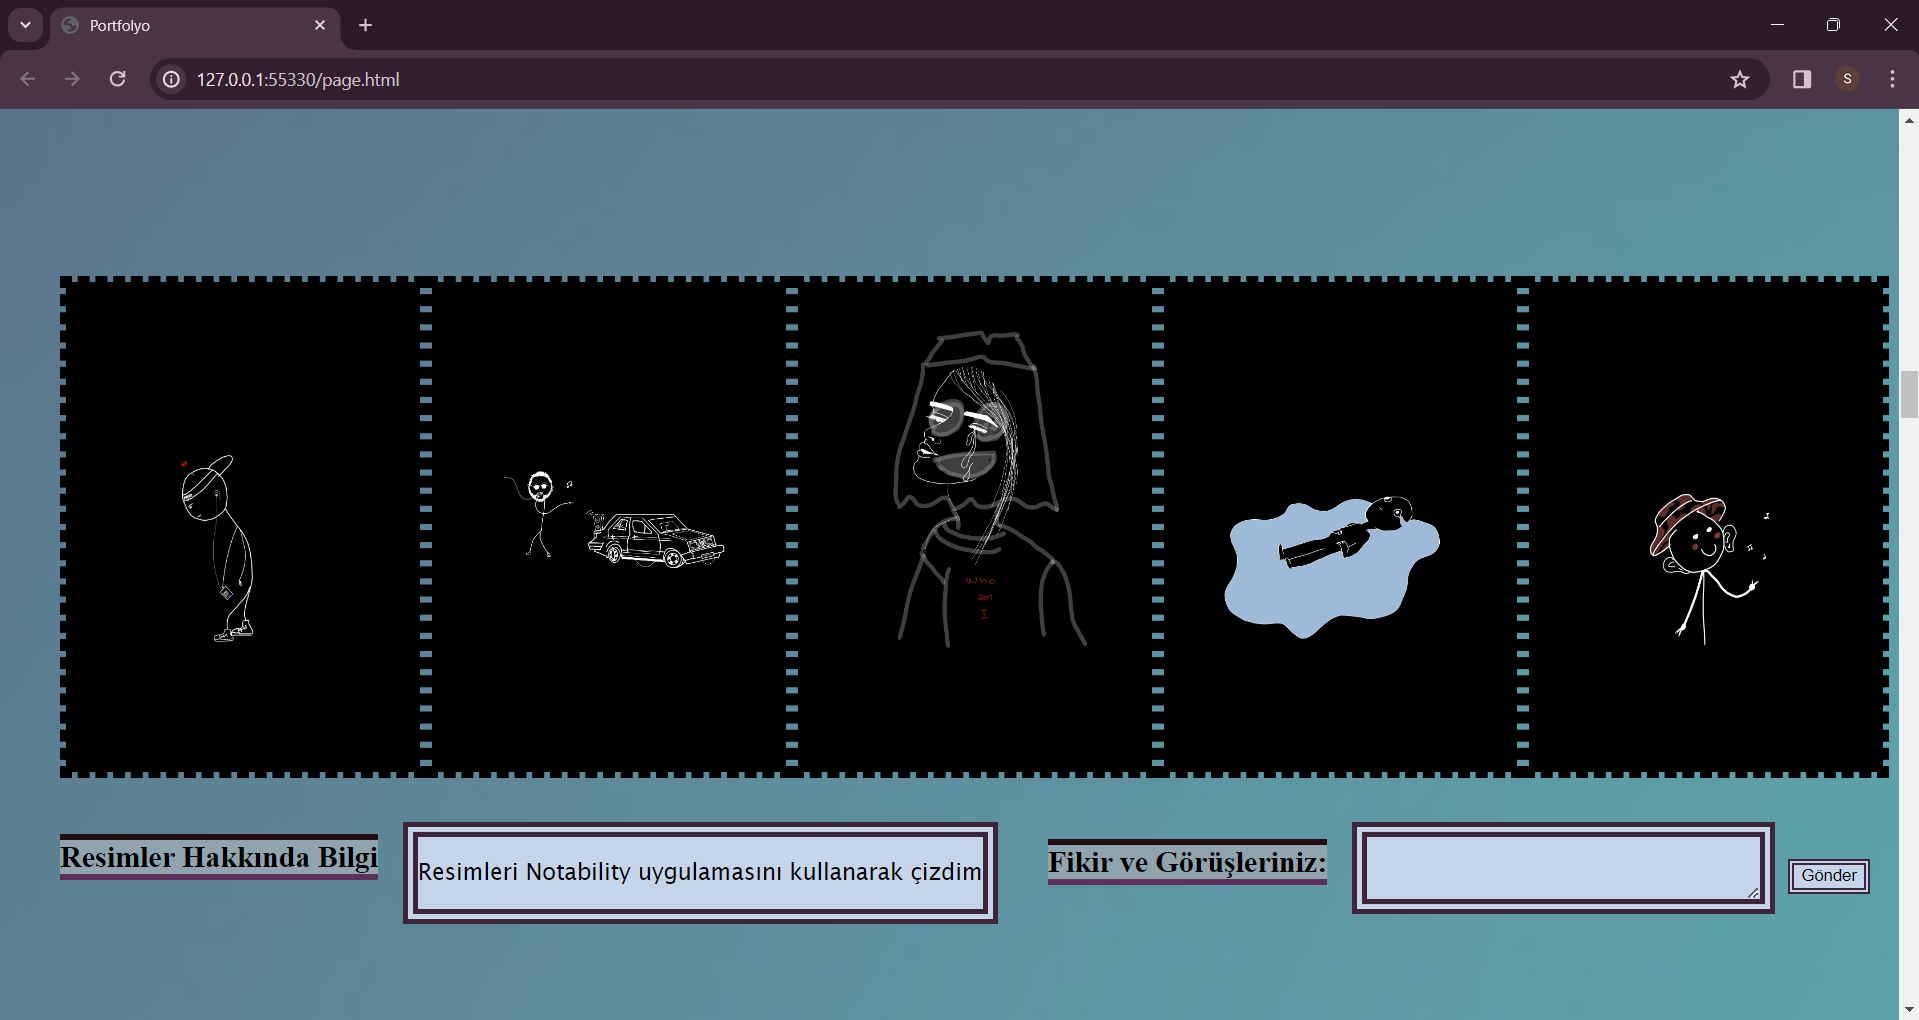 Portfolyo
127.0.0.1:55330/page.html
S
Who
am
I
Resimler Hakkında Bilgi
Resimleri Notability uygulamasını kullanarak çizdim
Fikir ve Görüşleriniz:
Gönder